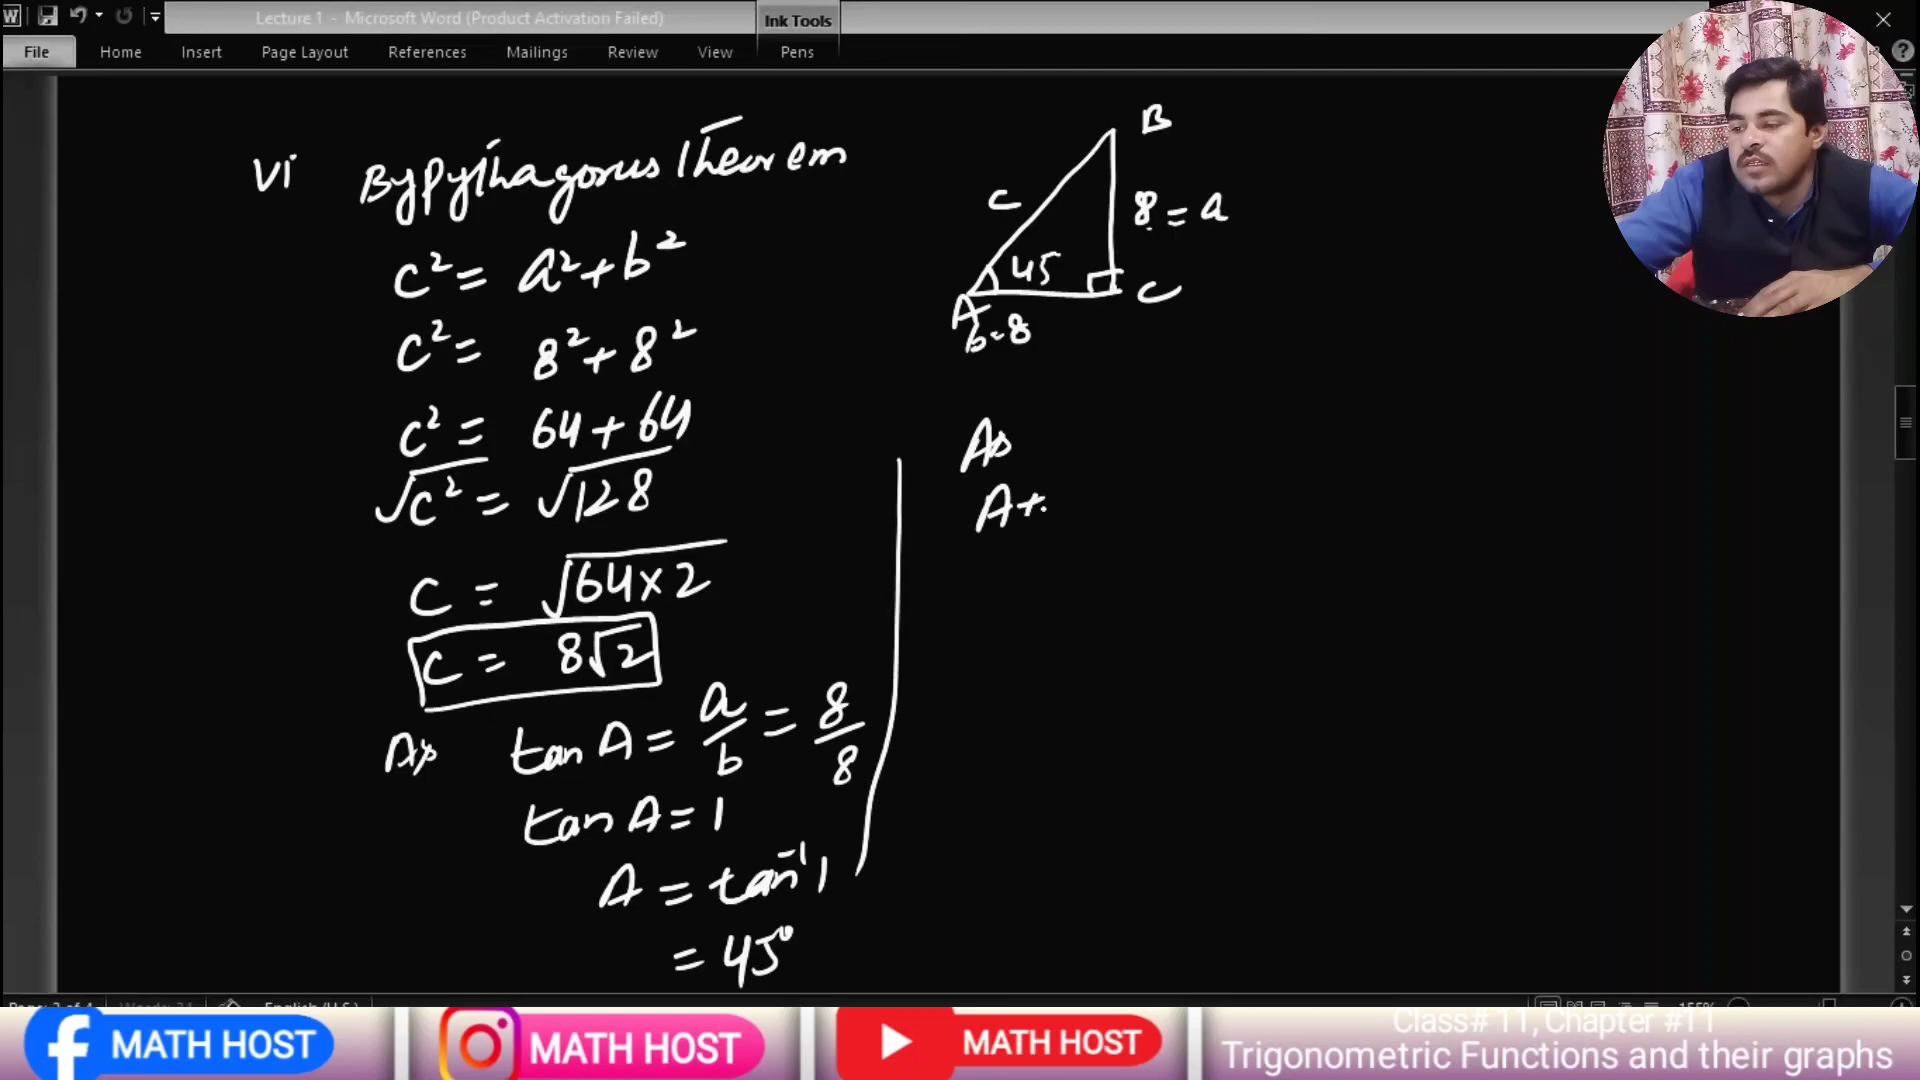 Lecture 1 - Microsoft Word (Product Activation Failed)
Ink Tools
File Home Insert Page Layout References Mailings Review View Pens
VI By pythagorus theorem
c² = a² + b²
c² = 8² + 8²
c² = 64 + 64
√c² = √128
C = √64×2
C = 8√2
As tan A = a/b = 8/8
tan A = 1
A = tan⁻¹ 1
= 45°
B
C
8 = a
45
A
C
b = 8
As
A +
English (U.S.)
155%
MATH HOST
MATH HOST
MATH HOST
Class# 11, Chapter #11
Trigonometric Functions and their graphs